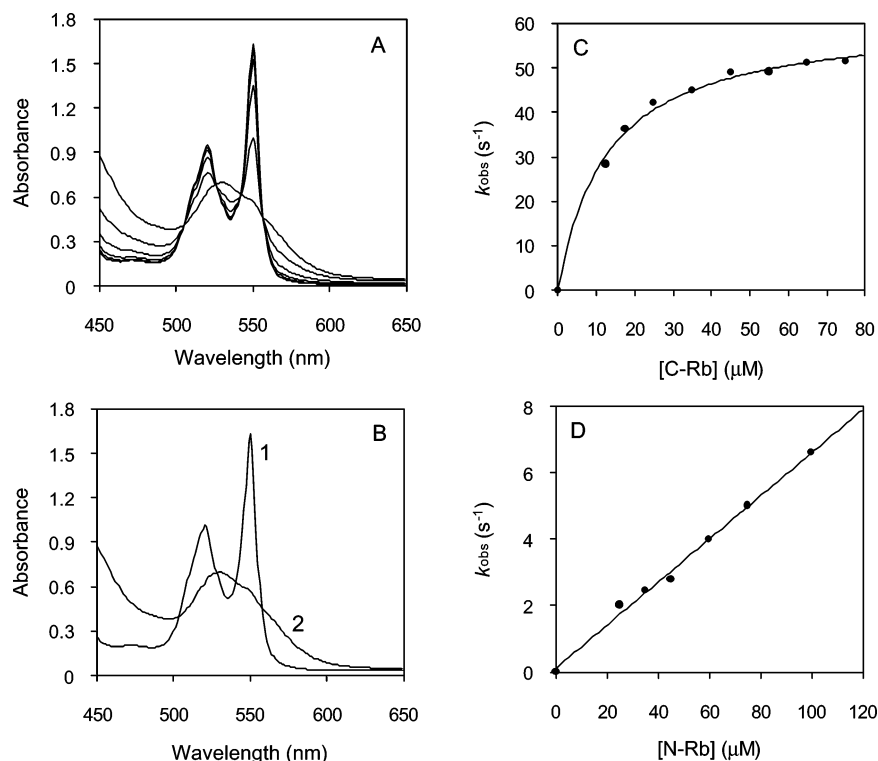 A
Absorbance
1.8
1.5
1.2
0.9
0.6
0.3
0
450 500 550 600 650
Wavelength (nm)
C
kobs (s-1)
60
50
40
30
20
10
0
0 10 20 30 40 50 60 70 80
[C-Rb] (μM)
B
Absorbance
1.8
1.5
1.2
0.9
0.6
0.3
0
1
2
450 500 550 600 650
Wavelength (nm)
D
kobs (s-1)
8
6
4
2
0
0 20 40 60 80 100 120
[N-Rb] (μM)